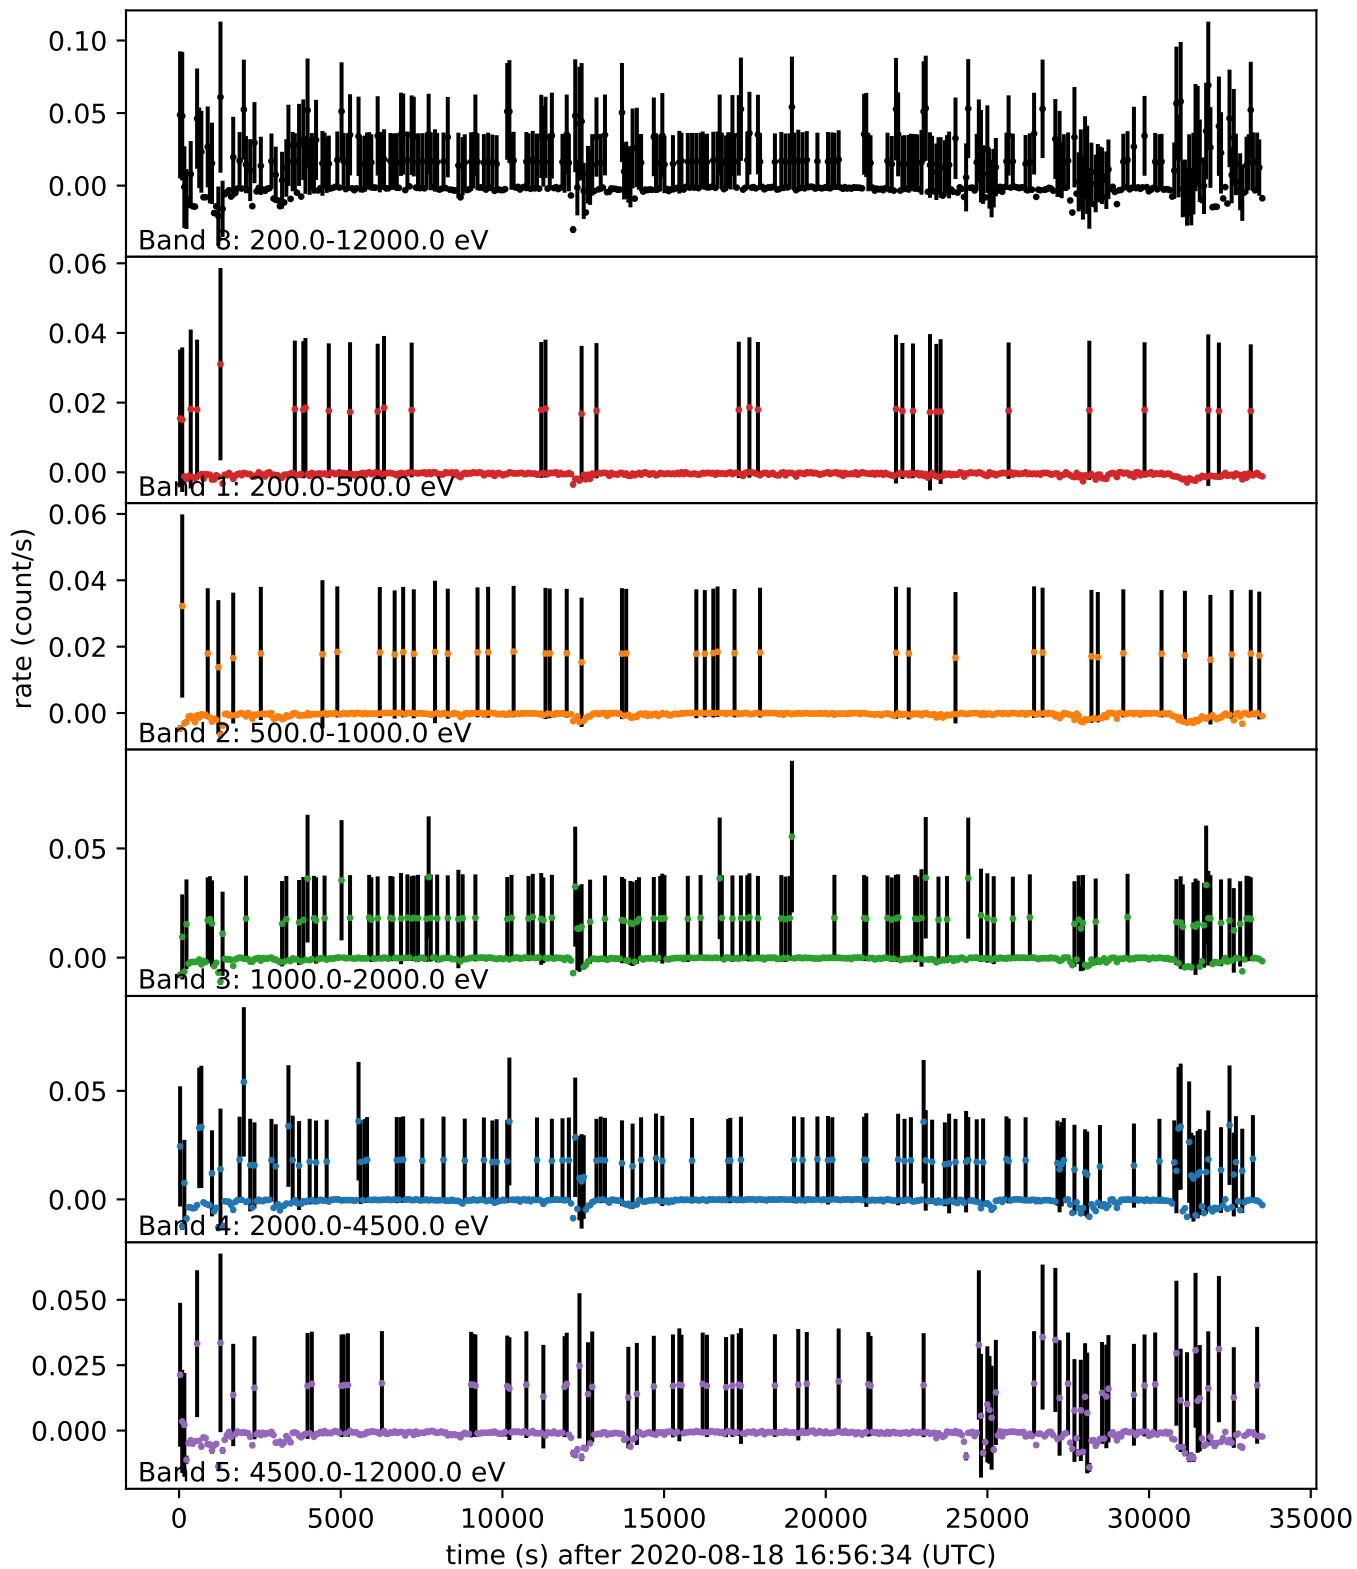 0.10
0.05
0.00
Band 8: 200.0-12000.0 eV
0.06
0.04
0.02
0.00
Band 1: 200.0-500.0 eV
rate (count/s)
0.06
0.04
0.02
0.00
Band 2: 500.0-1000.0 eV
0.05
0.00
Band 3: 1000.0-2000.0 eV
0.05
0.00
Band 4: 2000.0-4500.0 eV
0.050
0.025
0.000
Band 5: 4500.0-12000.0 eV
0 5000 10000 15000 20000 25000 30000 35000
time (s) after 2020-08-18 16:56:34 (UTC)